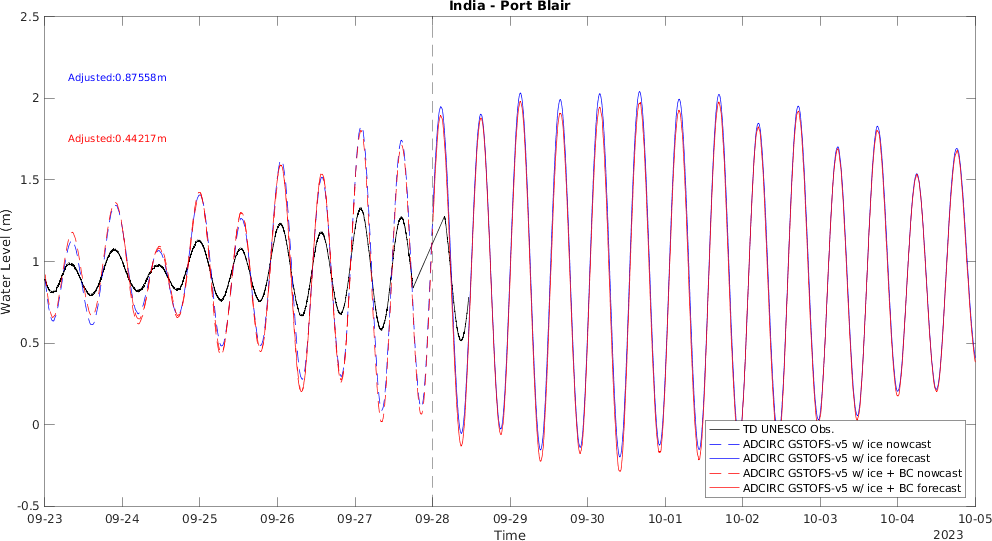 India - Port Blair
Adjusted:0.87558m
Adjusted:0.44217m
Water Level (m)
2.5
2
1.5
1
0.5
0
-0.5
TD UNESCO Obs.
ADCIRC GSTOFS-v5 w/ ice nowcast
ADCIRC GSTOFS-v5 w/ ice forecast
ADCIRC GSTOFS-v5 w/ ice + BC nowcast
ADCIRC GSTOFS-v5 w/ ice + BC forecast
09-23 09-24 09-25 09-26 09-27 09-28 09-29 09-30 10-01 10-02 10-03 10-04 10-05
Time
2023